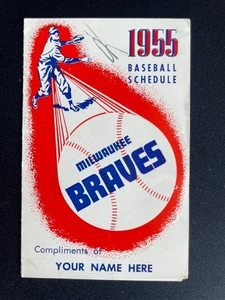 1955
BASEBALL
SCHEDULE
MILWAUKEE
BRAVES
Compliments of
YOUR NAME HERE